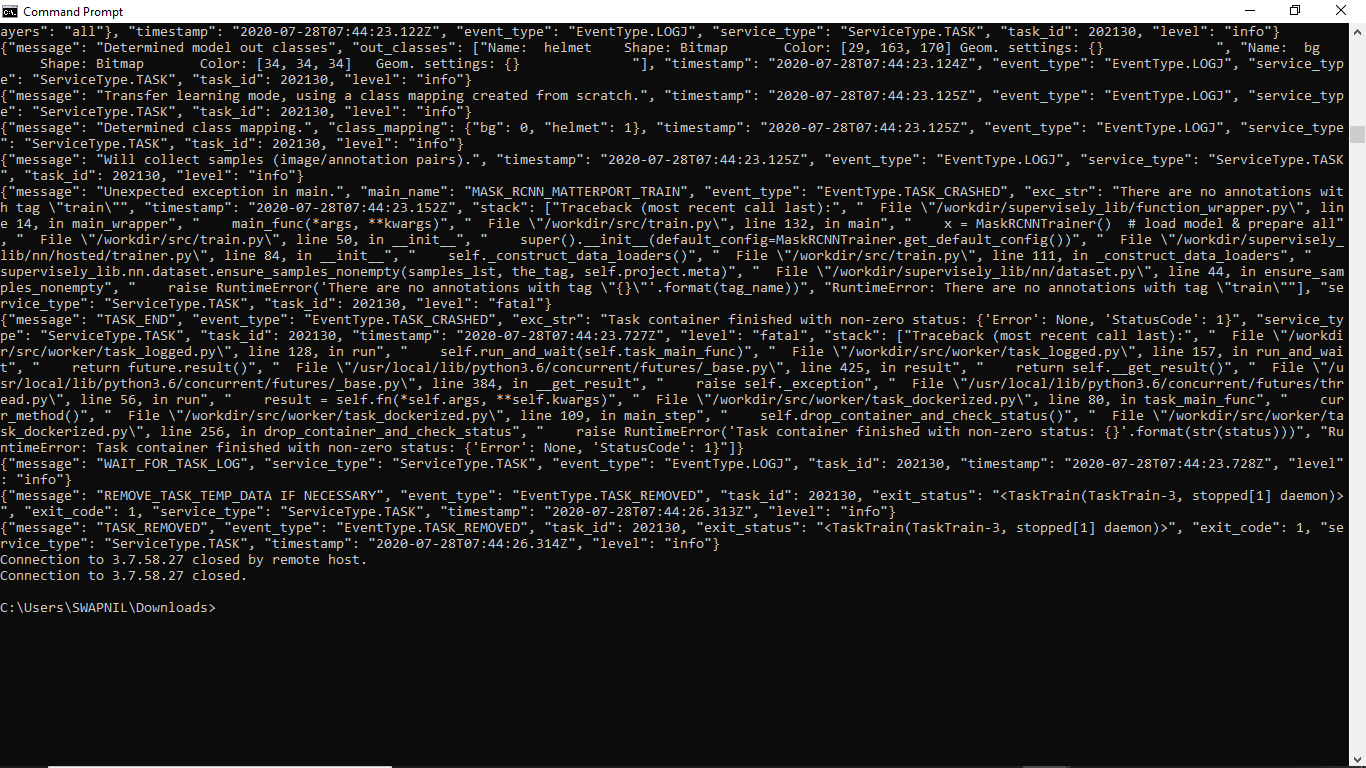 Command Prompt
ayers": "all"}, "timestamp": "2020-07-28T07:44:23.122Z", "event_type": "EventType.LOGJ", "service_type": "ServiceType.TASK", "task_id": 202130, "level": "info"}
{"message": "Determined model out classes", "out_classes": ["Name:  helmet    Shape: Bitmap       Color: [29, 163, 170] Geom. settings: {}              ", "Name:  bg
     Shape: Bitmap       Color: [34, 34, 34]   Geom. settings: {}              "], "timestamp": "2020-07-28T07:44:23.124Z", "event_type": "EventType.LOGJ", "service_typ
e": "ServiceType.TASK", "task_id": 202130, "level": "info"}
{"message": "Transfer learning mode, using a class mapping created from scratch.", "timestamp": "2020-07-28T07:44:23.125Z", "event_type": "EventType.LOGJ", "service_typ
e": "ServiceType.TASK", "task_id": 202130, "level": "info"}
{"message": "Determined class mapping.", "class_mapping": {"bg": 0, "helmet": 1}, "timestamp": "2020-07-28T07:44:23.125Z", "event_type": "EventType.LOGJ", "service_type
": "ServiceType.TASK", "task_id": 202130, "level": "info"}
{"message": "Will collect samples (image/annotation pairs).", "timestamp": "2020-07-28T07:44:23.125Z", "event_type": "EventType.LOGJ", "service_type": "ServiceType.TASK
", "task_id": 202130, "level": "info"}
{"message": "Unexpected exception in main.", "main_name": "MASK_RCNN_MATTERPORT_TRAIN", "event_type": "EventType.TASK_CRASHED", "exc_str": "There are no annotations wit
h tag \"train\"", "timestamp": "2020-07-28T07:44:23.152Z", "stack": ["Traceback (most recent call last):", "  File \"/workdir/supervisely_lib/function_wrapper.py\", lin
e 14, in main_wrapper", "    main_func(*args, **kwargs)", "  File \"/workdir/src/train.py\", line 132, in main", "    x = MaskRCNNTrainer()  # load model & prepare all"
, "  File \"/workdir/src/train.py\", line 50, in __init__", "    super().__init__(default_config=MaskRCNNTrainer.get_default_config())", "  File \"/workdir/supervisely_
lib/nn/hosted/trainer.py\", line 84, in __init__", "    self._construct_data_loaders()", "  File \"/workdir/src/train.py\", line 111, in _construct_data_loaders", "
supervisely_lib.nn.dataset.ensure_samples_nonempty(samples_lst, the_tag, self.project.meta)", "  File \"/workdir/supervisely_lib/nn/dataset.py\", line 44, in ensure_sam
ples_nonempty", "    raise RuntimeError('There are no annotations with tag \"{}\"'.format(tag_name))", "RuntimeError: There are no annotations with tag \"train\""], "se
rvice_type": "ServiceType.TASK", "task_id": 202130, "level": "fatal"}
{"message": "TASK_END", "event_type": "EventType.TASK_CRASHED", "exc_str": "Task container finished with non-zero status: {'Error': None, 'StatusCode': 1}", "service_ty
pe": "ServiceType.TASK", "task_id": 202130, "timestamp": "2020-07-28T07:44:23.727Z", "level": "fatal", "stack": ["Traceback (most recent call last):", "  File \"/workdi
r/src/worker/task_logged.py\", line 128, in run", "    self.run_and_wait(self.task_main_func)", "  File \"/workdir/src/worker/task_logged.py\", line 157, in run_and_wai
t", "    return future.result()", "  File \"/usr/local/lib/python3.6/concurrent/futures/_base.py\", line 425, in result", "    return self.__get_result()", "  File \"/u
sr/local/lib/python3.6/concurrent/futures/_base.py\", line 384, in __get_result", "    raise self._exception", "  File \"/usr/local/lib/python3.6/concurrent/futures/thr
ead.py\", line 56, in run", "    result = self.fn(*self.args, **self.kwargs)", "  File \"/workdir/src/worker/task_dockerized.py\", line 80, in task_main_func", "    cur
r_method()", "  File \"/workdir/src/worker/task_dockerized.py\", line 109, in main_step", "    self.drop_container_and_check_status()", "  File \"/workdir/src/worker/ta
sk_dockerized.py\", line 256, in drop_container_and_check_status", "    raise RuntimeError('Task container finished with non-zero status: {}'.format(str(status)))", "Ru
ntimeError: Task container finished with non-zero status: {'Error': None, 'StatusCode': 1}"]}
{"message": "WAIT_FOR_TASK_LOG", "service_type": "ServiceType.TASK", "event_type": "EventType.LOGJ", "task_id": 202130, "timestamp": "2020-07-28T07:44:23.728Z", "level"
: "info"}
{"message": "REMOVE_TASK_TEMP_DATA IF NECESSARY", "event_type": "EventType.TASK_REMOVED", "task_id": 202130, "exit_status": "<TaskTrain(TaskTrain-3, stopped[1] daemon)>
", "exit_code": 1, "service_type": "ServiceType.TASK", "timestamp": "2020-07-28T07:44:26.313Z", "level": "info"}
{"message": "TASK_REMOVED", "event_type": "EventType.TASK_REMOVED", "task_id": 202130, "exit_status": "<TaskTrain(TaskTrain-3, stopped[1] daemon)>", "exit_code": 1, "se
rvice_type": "ServiceType.TASK", "timestamp": "2020-07-28T07:44:26.314Z", "level": "info"}
Connection to 3.7.58.27 closed by remote host.
Connection to 3.7.58.27 closed.
C:\Users\SWAPNIL\Downloads>